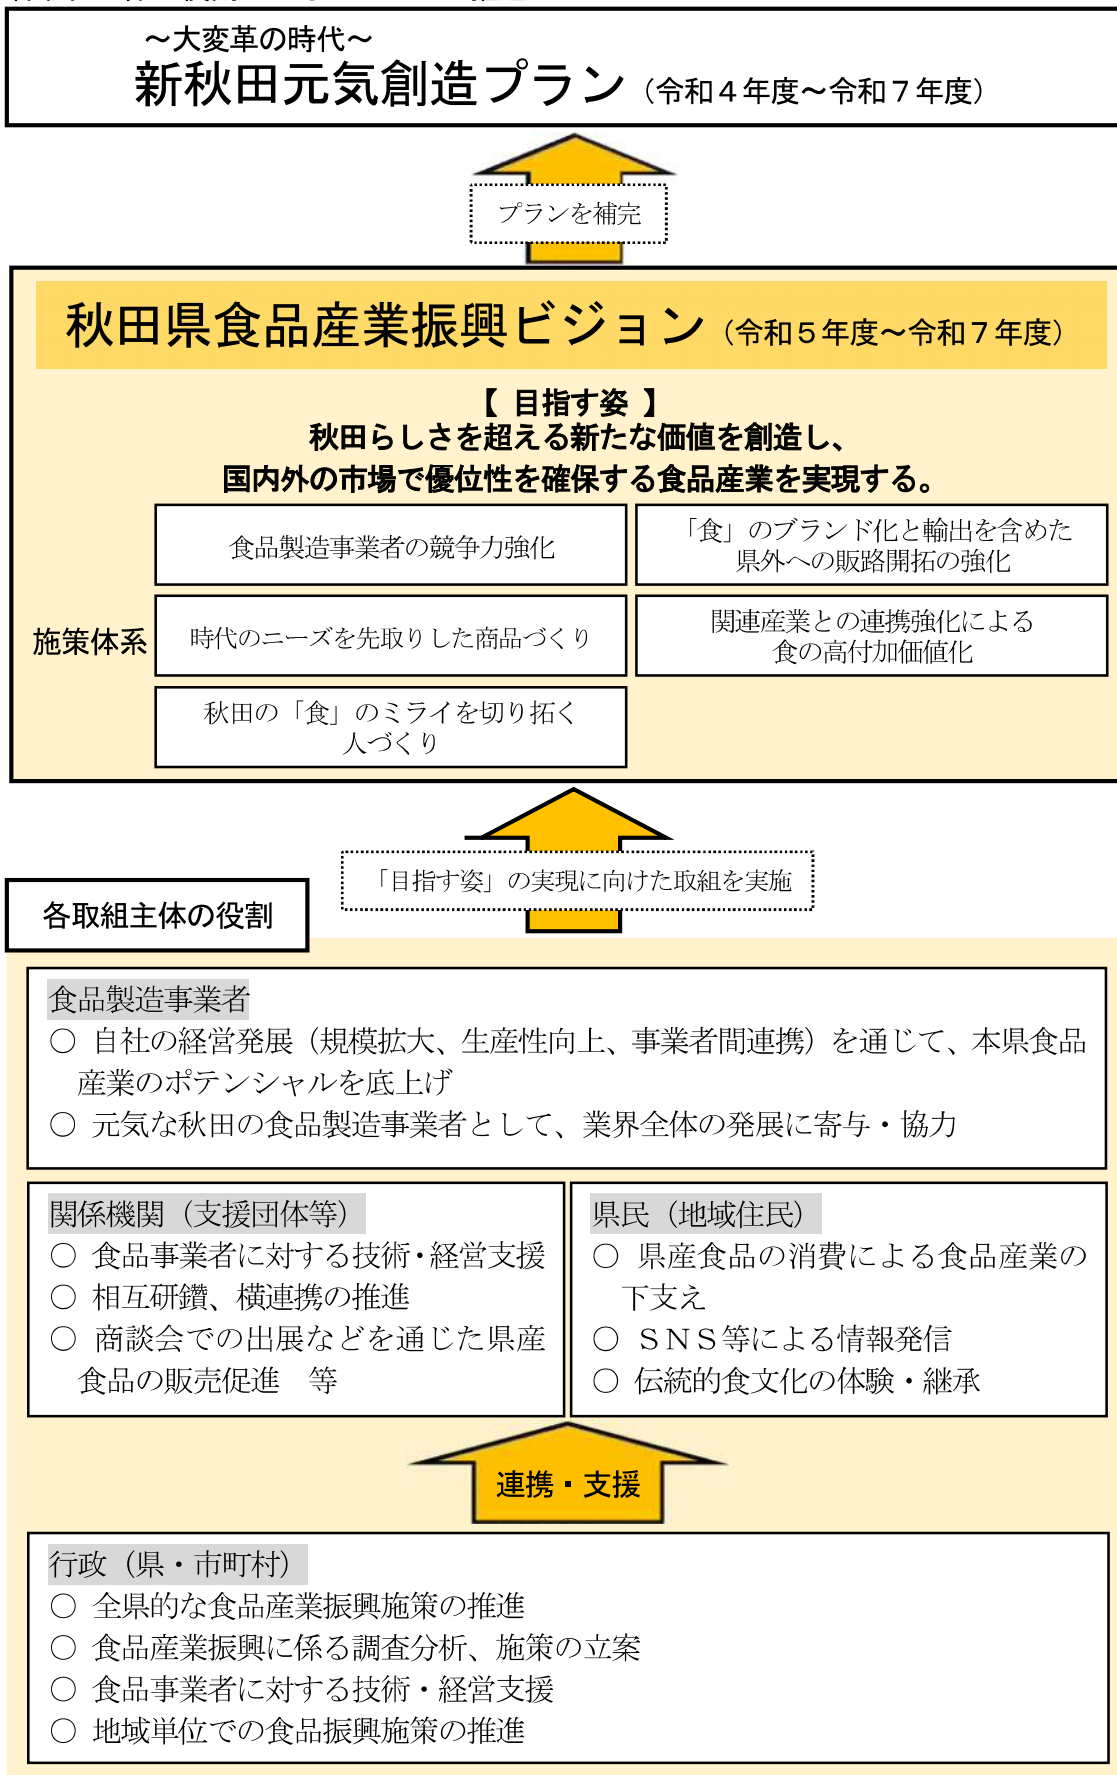 ～大変革の時代～
新秋田元気創造プラン（令和４年度～令和７年度）
プランを補完
秋田県食品産業振興ビジョン（令和５年度～令和７年度）
【 目指す姿 】
秋田らしさを超える新たな価値を創造し、
国内外の市場で優位性を確保する食品産業を実現する。
施策体系
食品製造事業者の競争力強化
「食」のブランド化と輸出を含めた
県外への販路開拓の強化
時代のニーズを先取りした商品づくり
関連産業との連携強化による
食の高付加価値化
秋田の「食」のミライを切り拓く
人づくり
「目指す姿」の実現に向けた取組を実施
各取組主体の役割
食品製造事業者
○ 自社の経営発展（規模拡大、生産性向上、事業者間連携）を通じて、本県食品
産業のポテンシャルを底上げ
○ 元気な秋田の食品製造事業者として、業界全体の発展に寄与・協力
関係機関（支援団体等）
○ 食品事業者に対する技術・経営支援
○ 相互研鑽、横連携の推進
○ 商談会での出展などを通じた県産
食品の販売促進　等
県民（地域住民）
○ 県産食品の消費による食品産業の
下支え
○ ＳＮＳ等による情報発信
○ 伝統的食文化の体験・継承
連携・支援
行政（県・市町村）
○ 全県的な食品産業振興施策の推進
○ 食品産業振興に係る調査分析、施策の立案
○ 食品事業者に対する技術・経営支援
○ 地域単位での食品振興施策の推進